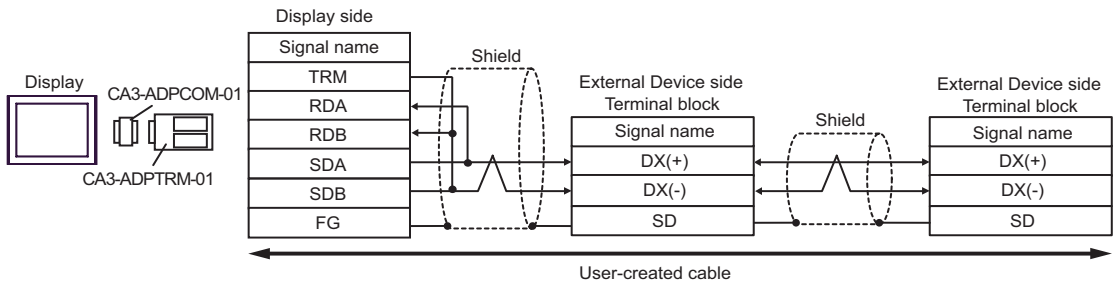 Display side
Signal name
TRM
RDA
RDB
SDA
SDB
FG
Display
CA3-ADPCOM-01
CA3-ADPTRM-01
Shield
External Device side
Terminal block
Signal name
DX(+)
DX(-)
SD
Shield
External Device side
Terminal block
Signal name
DX(+)
DX(-)
SD
User-created cable